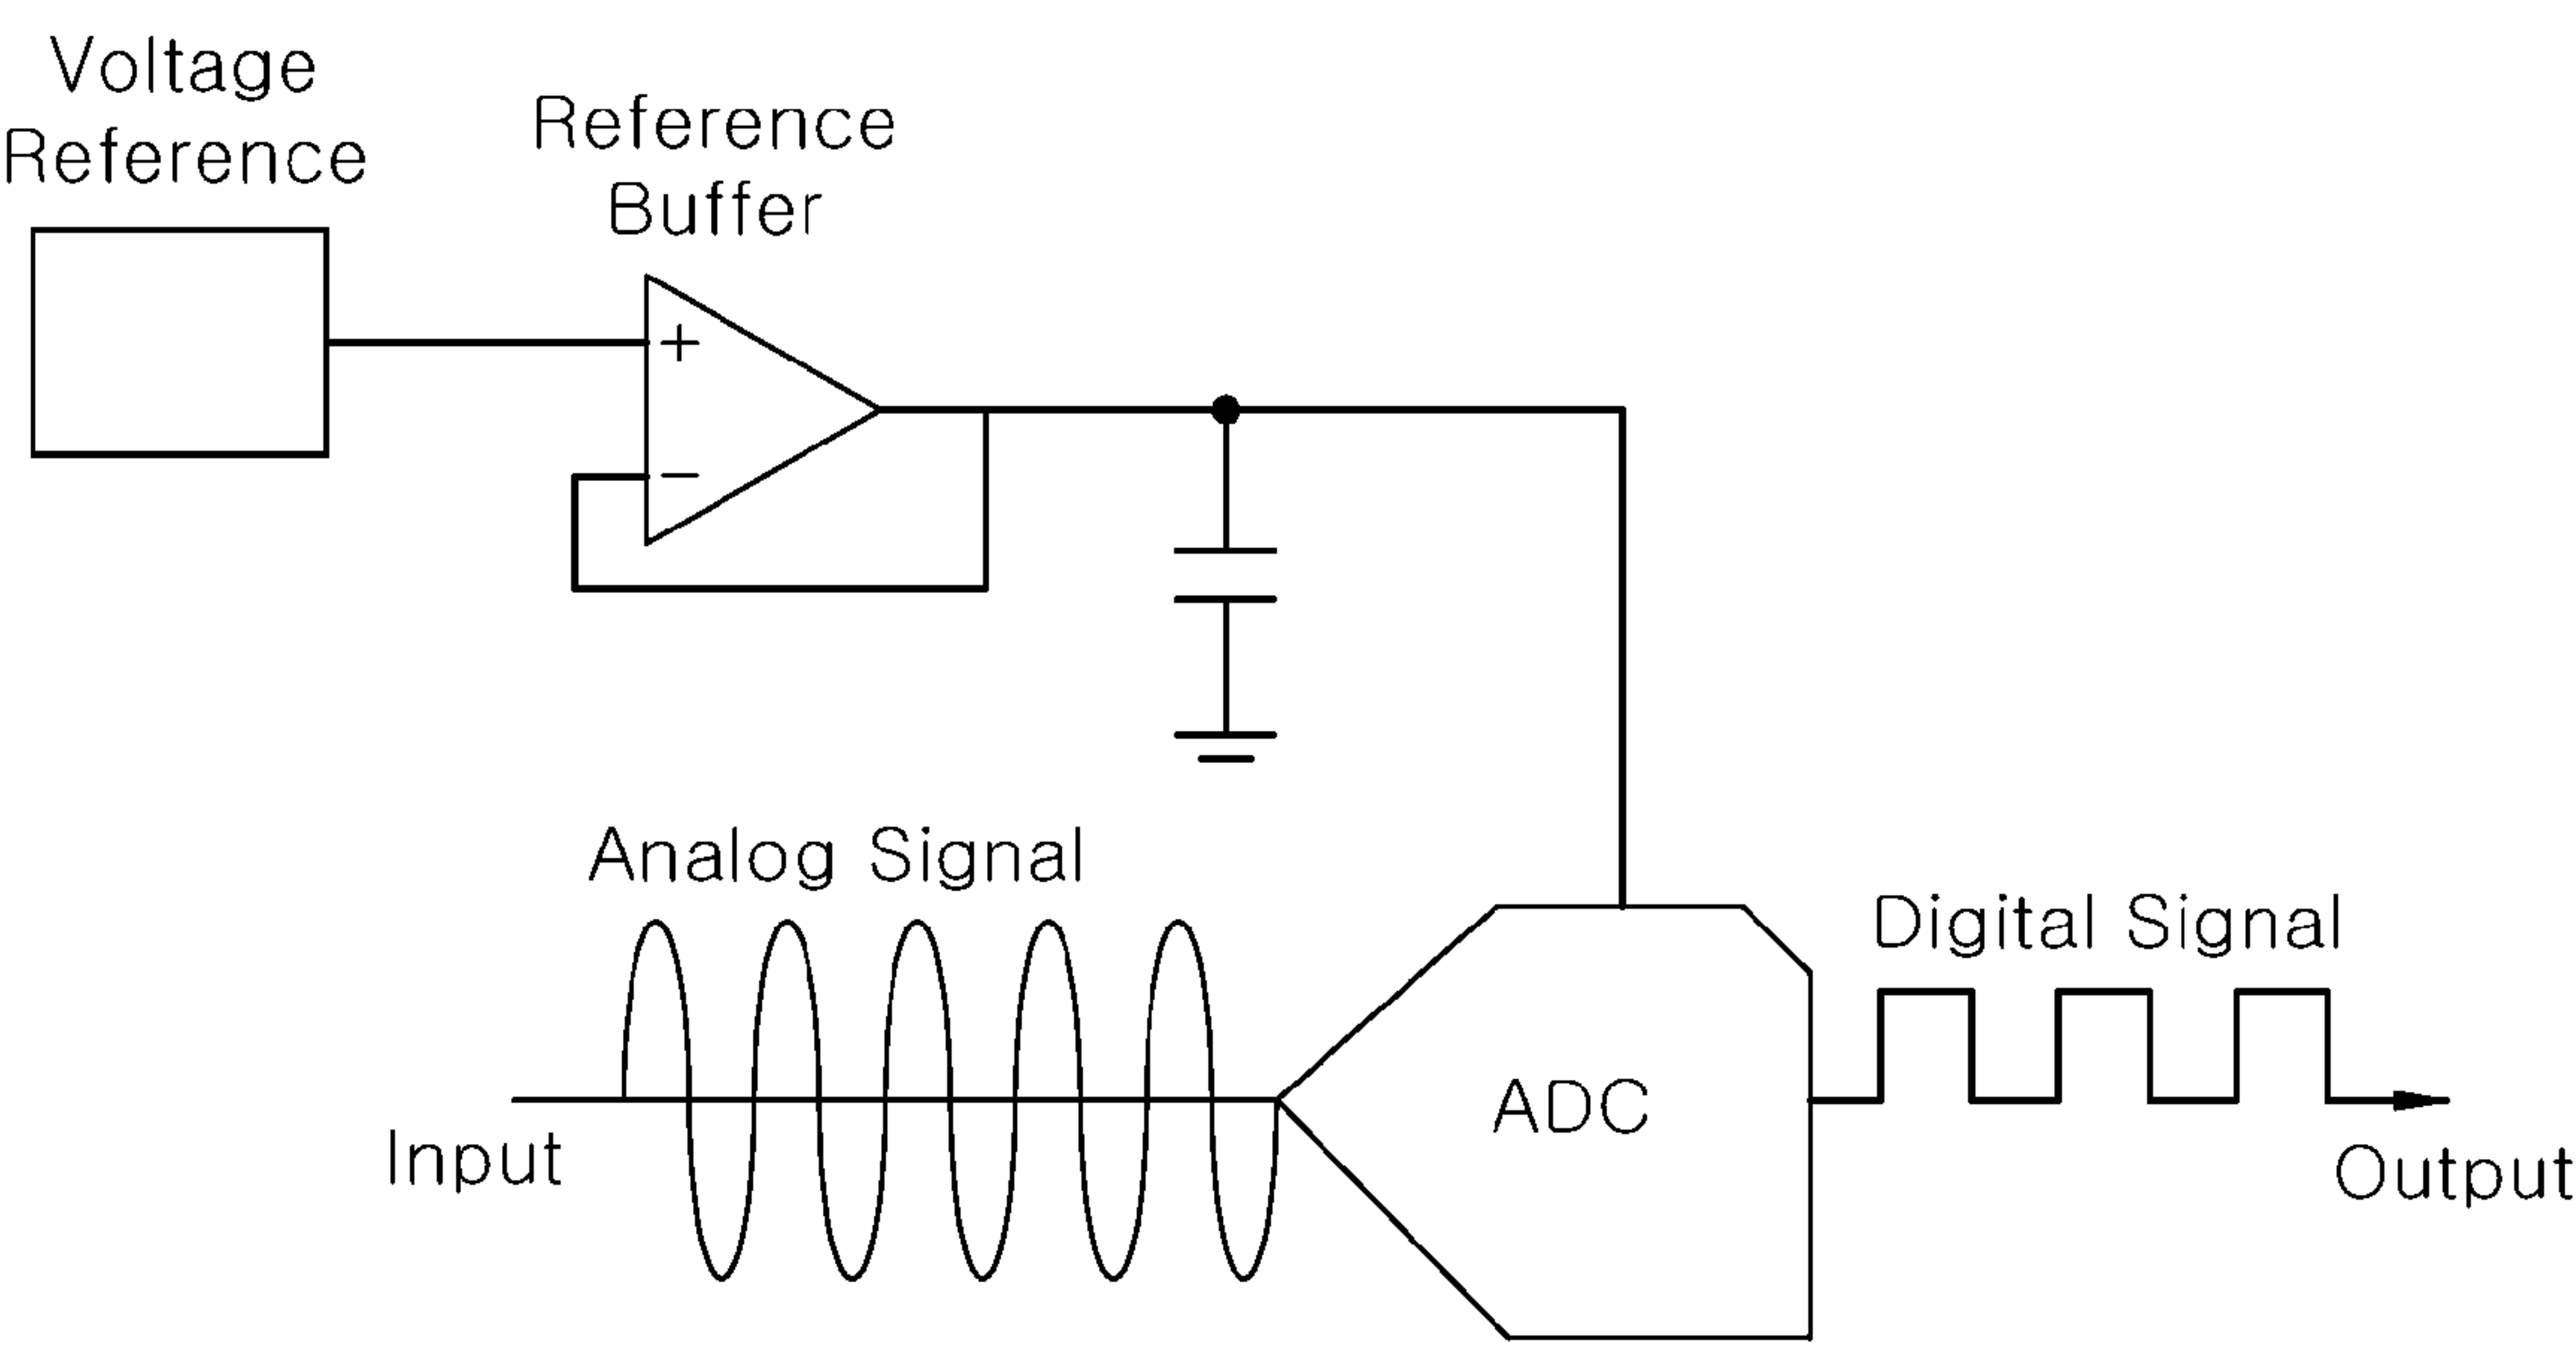 Voltage
Reference
Reference
Buffer
+
−
Analog Signal
Digital Signal
ADC
Input
Output